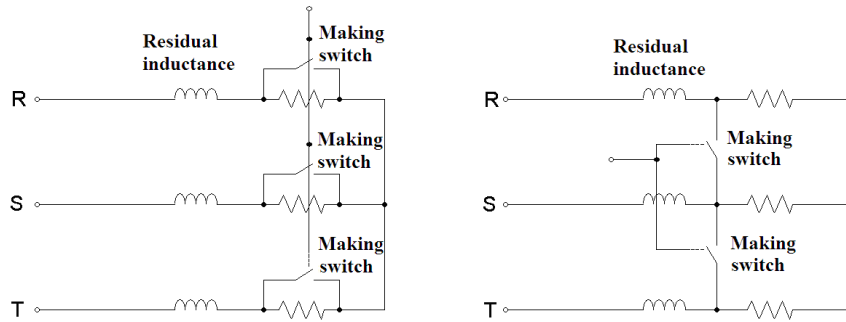 Making
switch
Residual
inductance
R
Making
switch
S
Making
switch
T
Residual
inductance
R
Making
switch
S
Making
switch
T